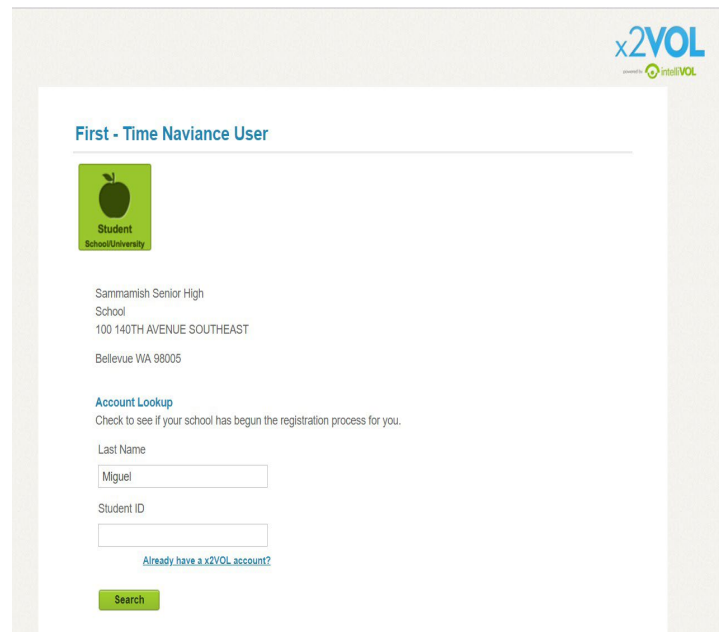 x2VOL
powered by intelliVOL
First - Time Naviance User
Student
School/University
Sammamish Senior High
School
100 140TH AVENUE SOUTHEAST
Bellevue WA 98005
Account Lookup
Check to see if your school has begun the registration process for you.
Last Name
Miguel
Student ID
Already have a x2VOL account?
Search